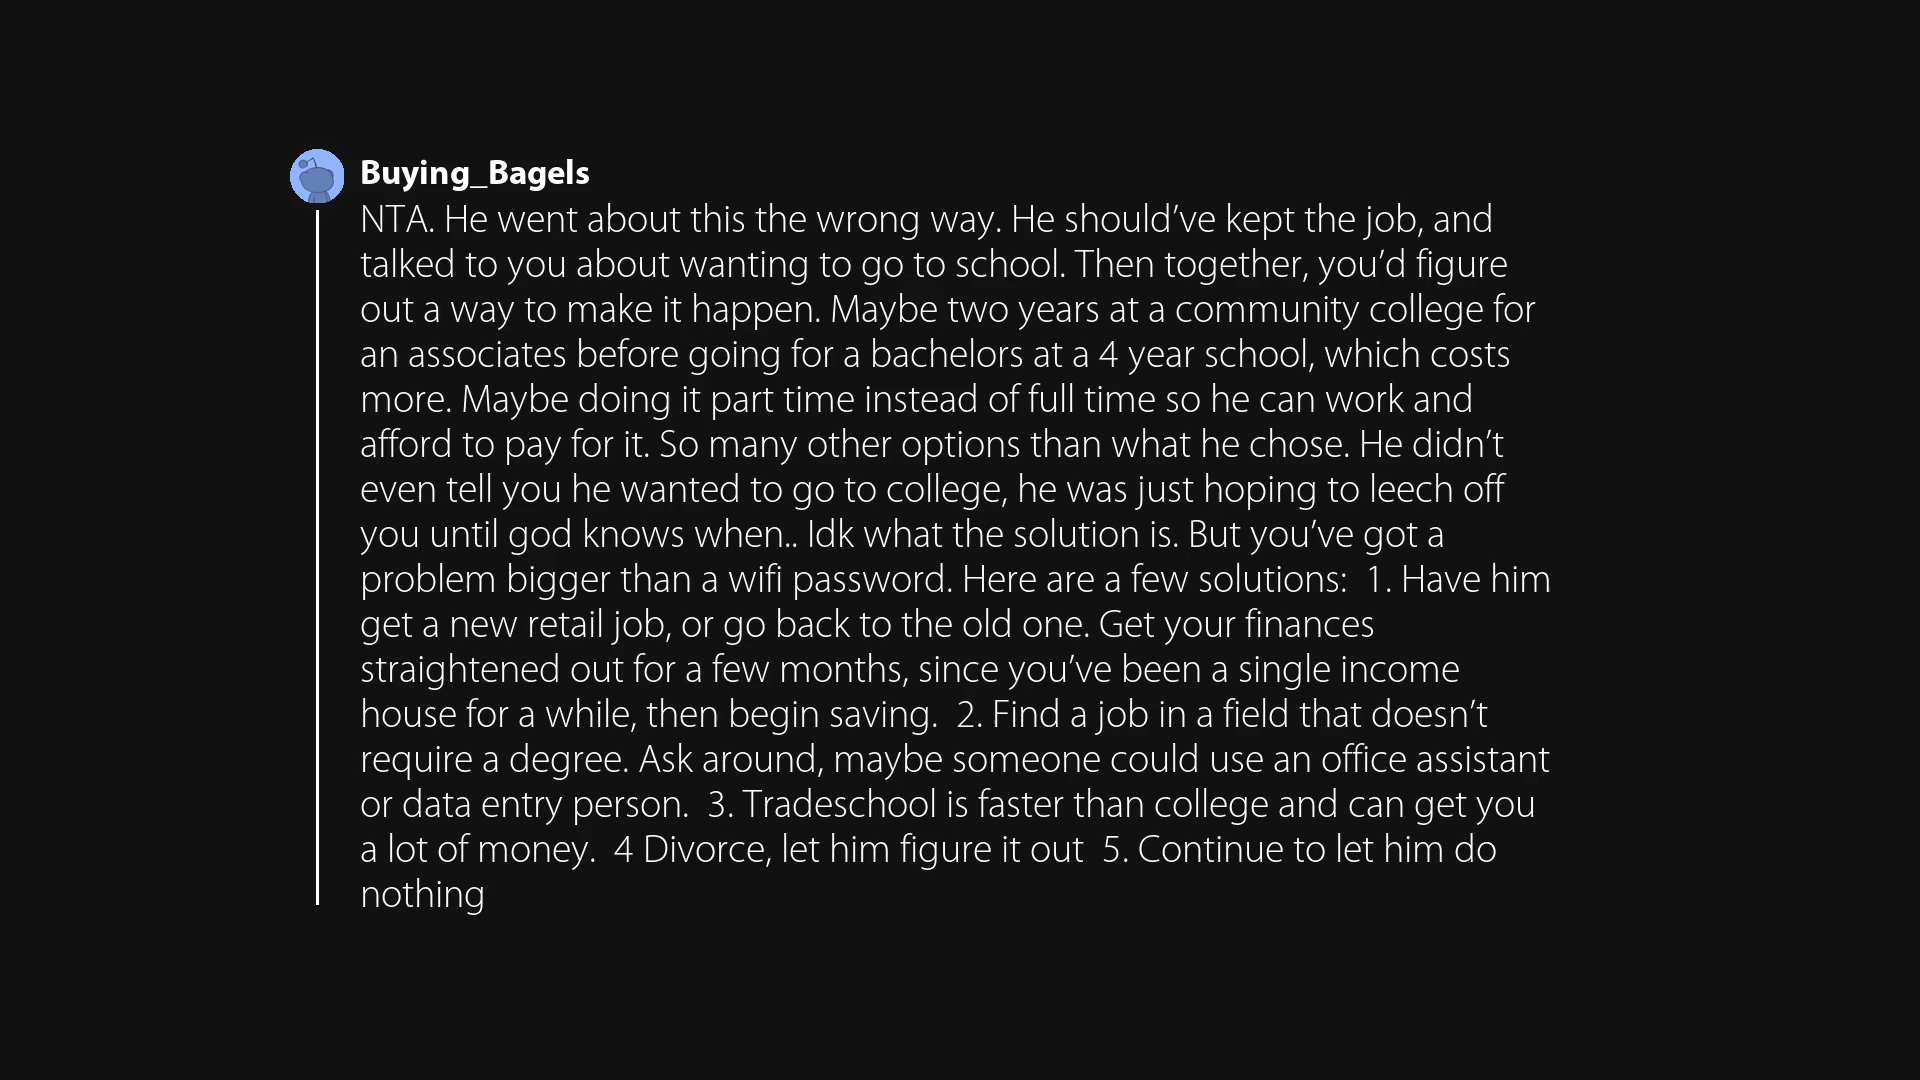 Buying_Bagels
NTA. He went about this the wrong way. He should’ve kept the job, and
talked to you about wanting to go to school. Then together, you’d figure
out a way to make it happen. Maybe two years at a community college for
an associates before going for a bachelors at a 4 year school, which costs
more. Maybe doing it part time instead of full time so he can work and
afford to pay for it. So many other options than what he chose. He didn’t
even tell you he wanted to go to college, he was just hoping to leech off
you until god knows when.. Idk what the solution is. But you’ve got a
problem bigger than a wifi password. Here are a few solutions:  1. Have him
get a new retail job, or go back to the old one. Get your finances
straightened out for a few months, since you’ve been a single income
house for a while, then begin saving.  2. Find a job in a field that doesn’t
require a degree. Ask around, maybe someone could use an office assistant
or data entry person.  3. Tradeschool is faster than college and can get you
a lot of money.  4 Divorce, let him figure it out  5. Continue to let him do
nothing